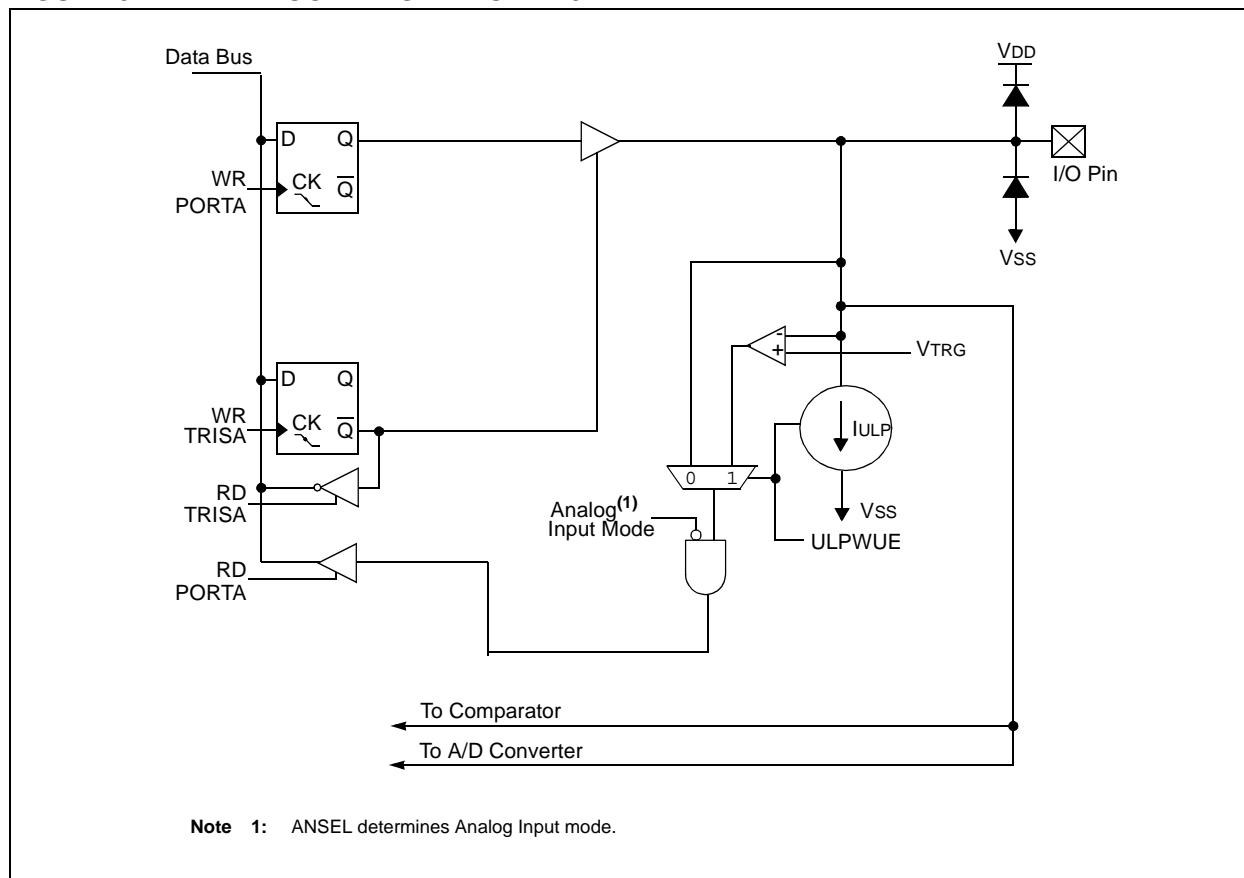 Data Bus
VDD
D Q
I/O Pin
WR
PORTA
CK Q
VSS
-
+
VTRG
D Q
WR
TRISA
CK Q
IULP
0 1
RD
TRISA
Analog(1)
Input Mode
VSS
ULPWUE
RD
PORTA
To Comparator
To A/D Converter
Note 1: ANSEL determines Analog Input mode.